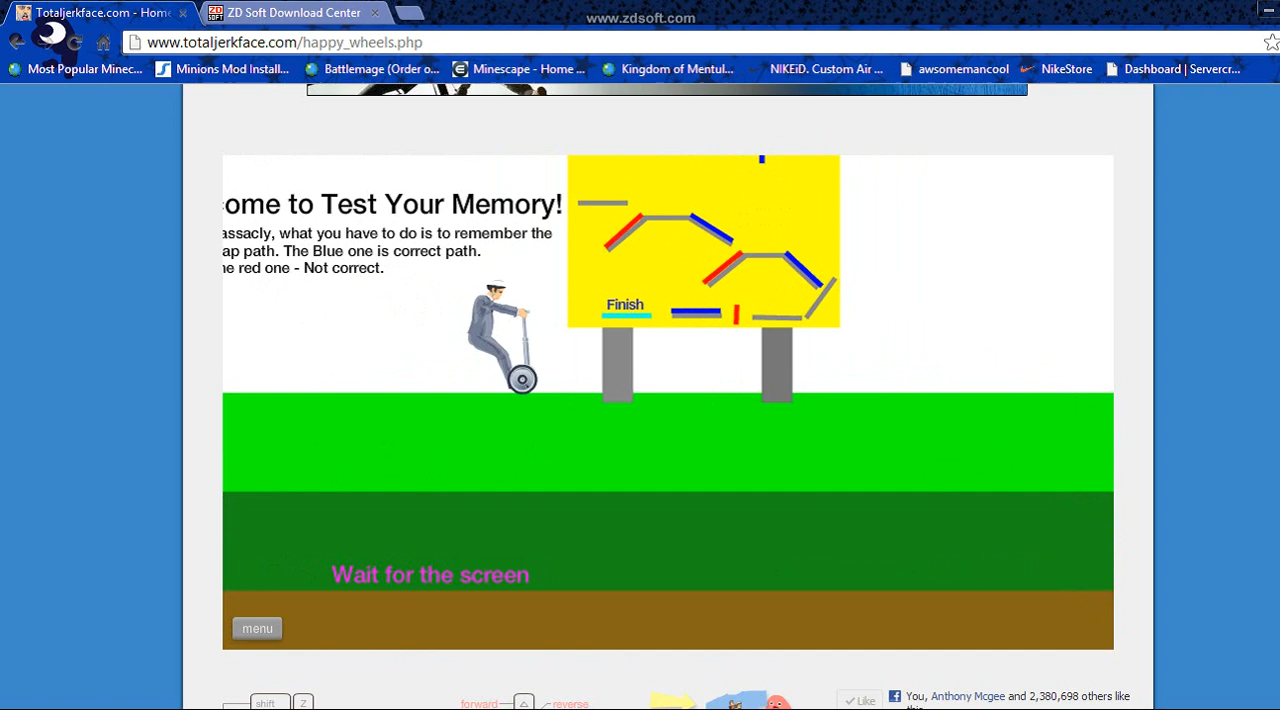 Totaljerkface.com - Home
ZD Soft Download Center
www.zdsoft.com
www.totaljerkface.com/happy_wheels.php
Most Popular Minec...
Minions Mod Install...
Battlemage (Order o...
Minescape - Home ...
Kingdom of Mentul...
NIKEiD. Custom Air ...
awsomemancool
NikeStore
Dashboard | Servercr...
ome to Test Your Memory!
assacly, what you have to do is to remember the
ap path. The Blue one is correct path.
ne red one - Not correct.
Finish
Wait for the screen
menu
shift
Z
forward
reverse
Like
You, Anthony Mcgee and 2,380,698 others like